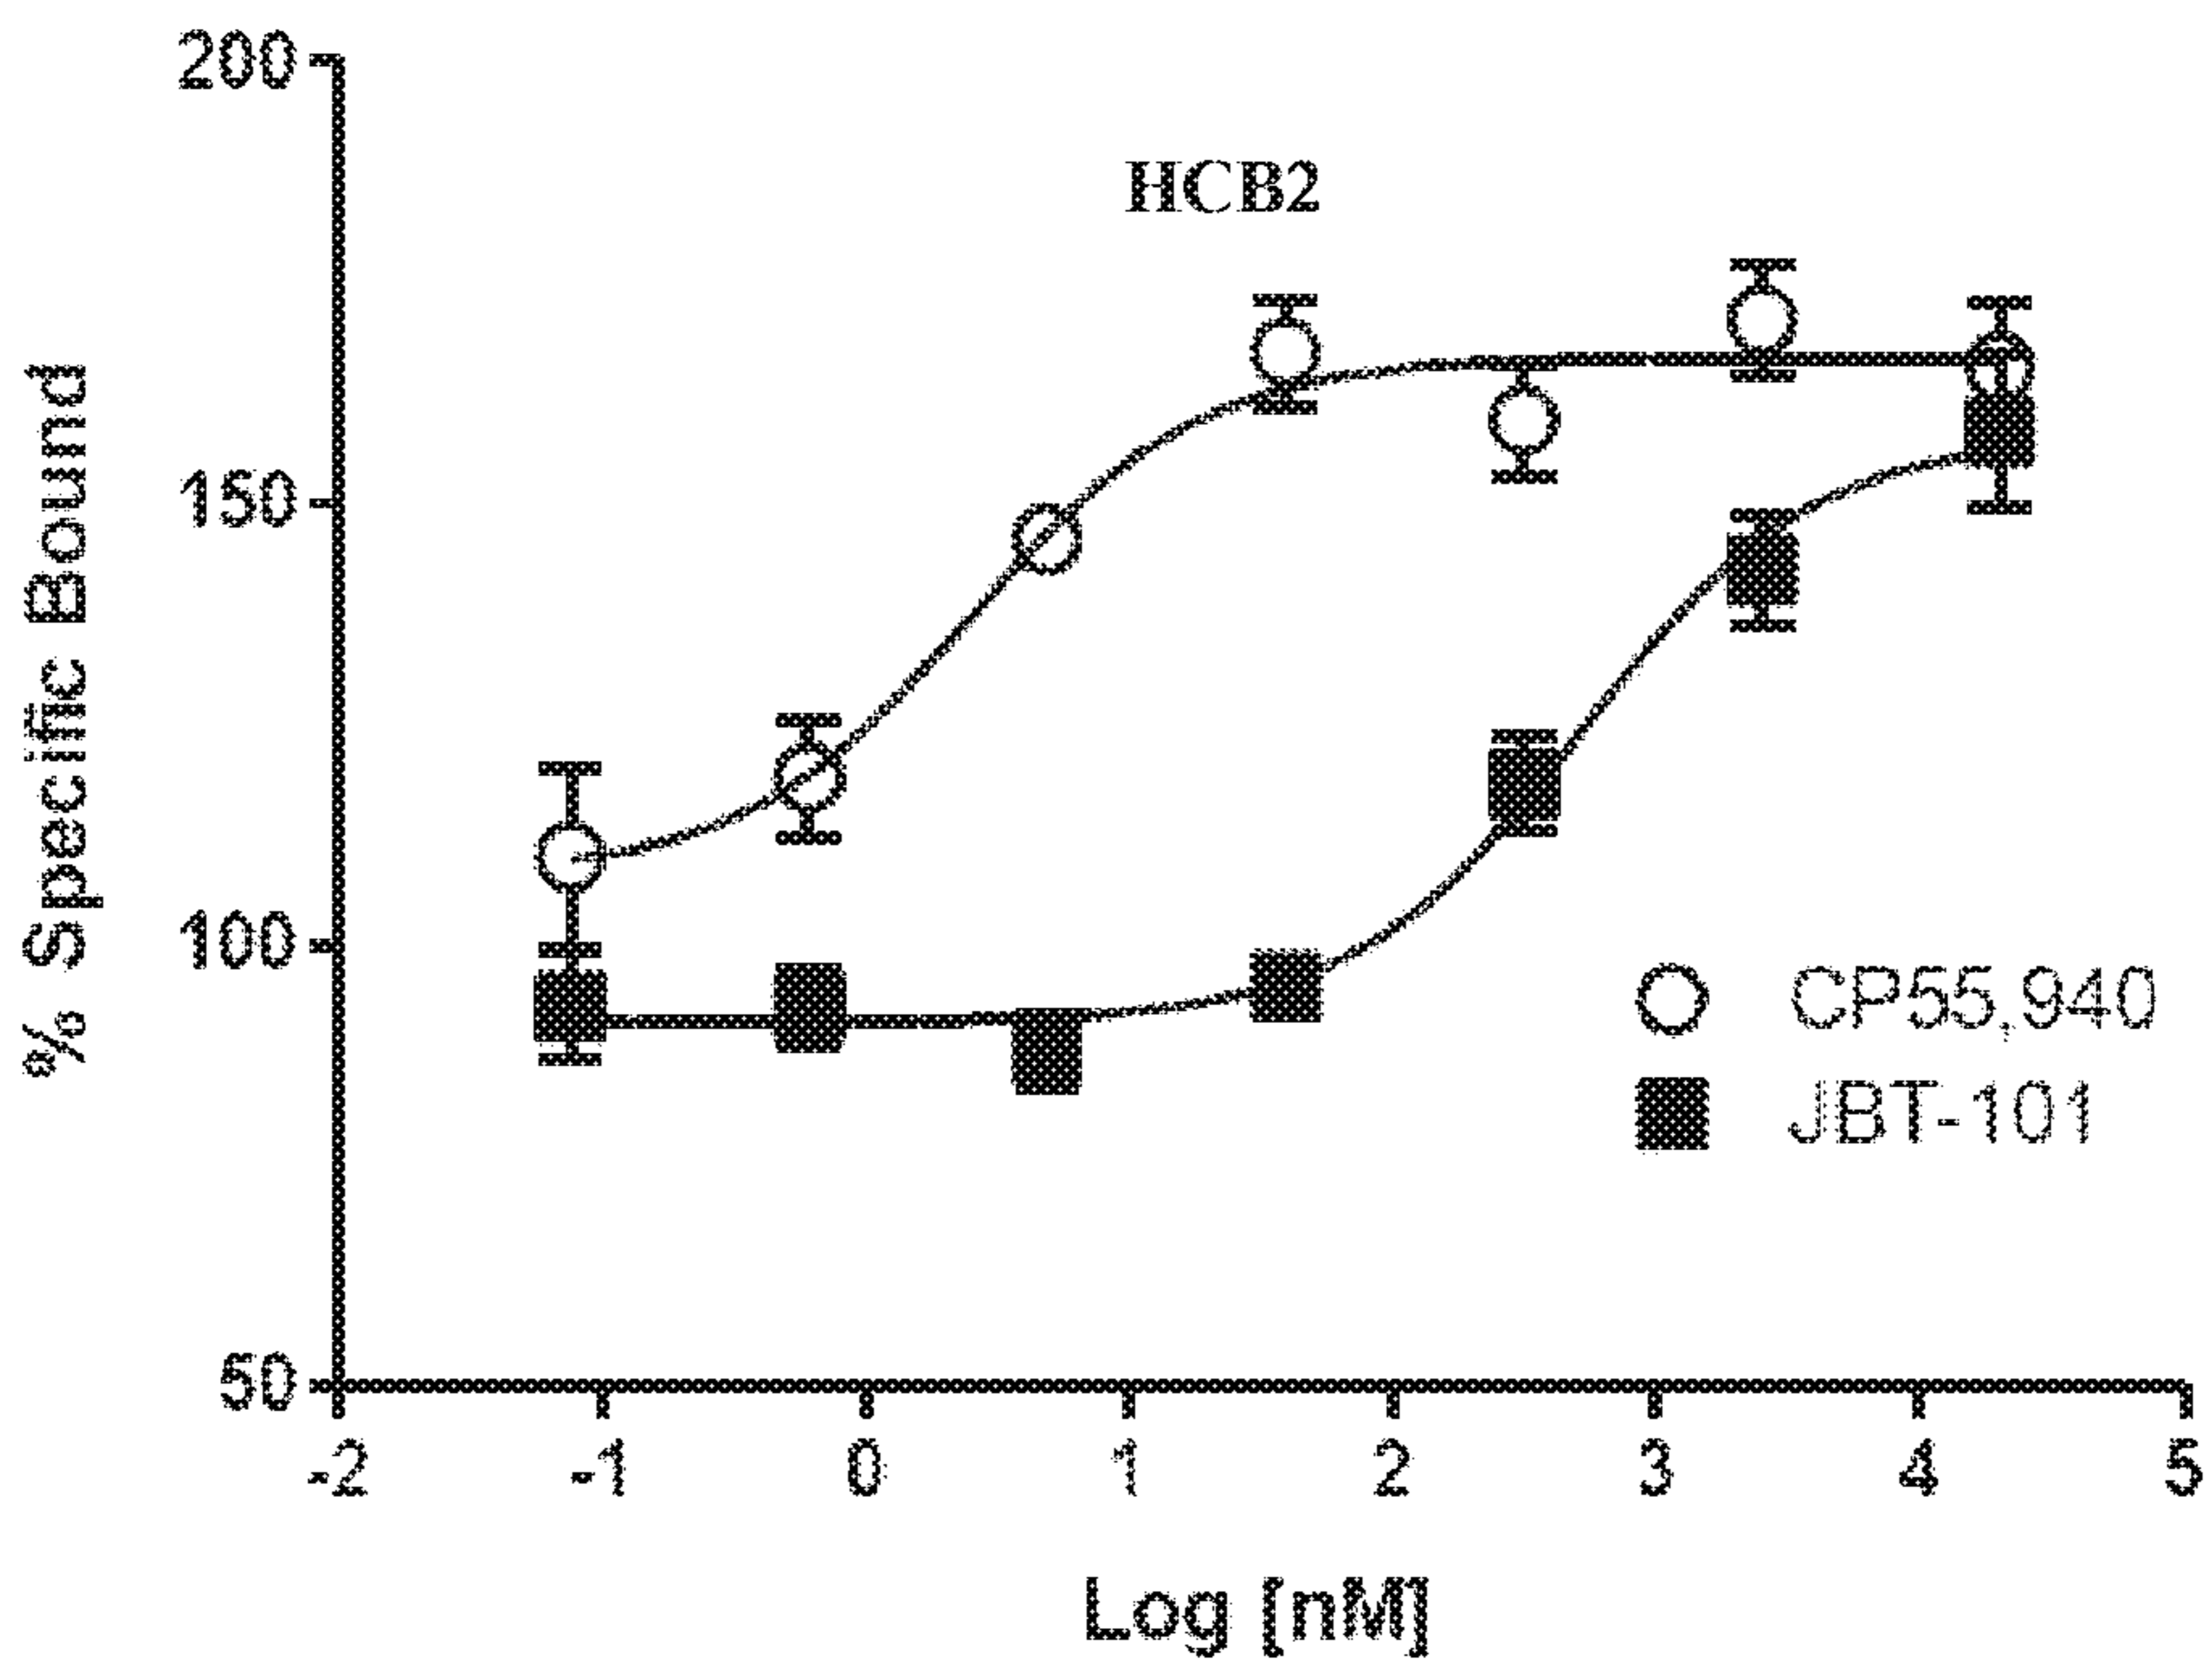 200
HCB2
150
100
50
% Specific Bound
CP55,940
JBT-101
-2 -1 0 1 2 3 4 5
Log [nM]